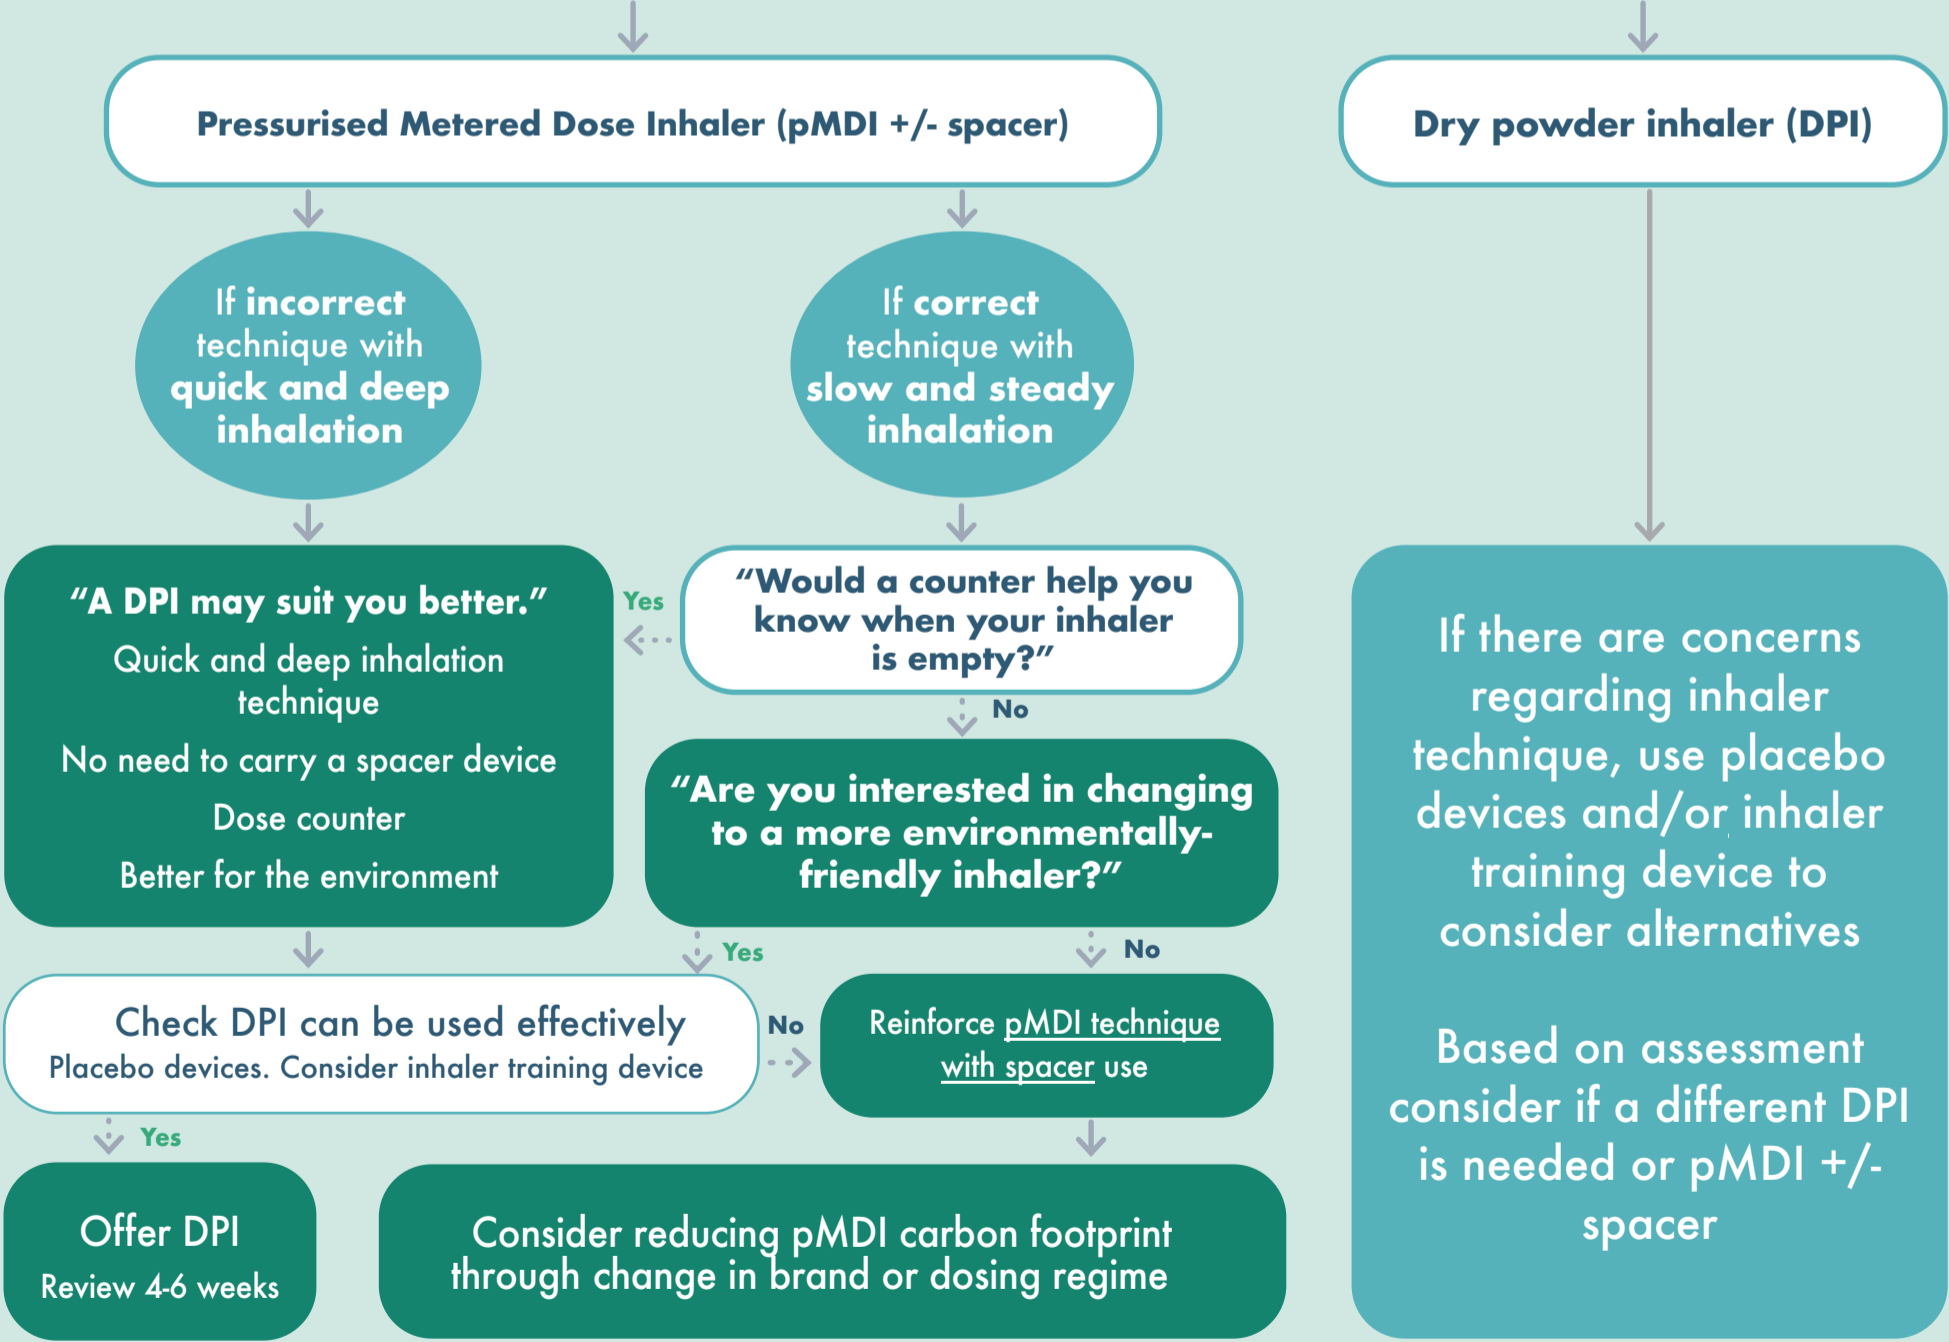 Pressurised Metered Dose Inhaler (pMDI +/- spacer)
Dry powder inhaler (DPI)
If incorrect
technique with
quick and deep
inhalation
If correct
technique with
slow and steady
inhalation
“A DPI may suit you better.”
Quick and deep inhalation
technique
No need to carry a spacer device
Dose counter
Better for the environment
Yes
“Would a counter help you
know when your inhaler
is empty?”
No
“Are you interested in changing
to a more environmentally-
friendly inhaler?”
Yes
No
Check DPI can be used effectively
Placebo devices. Consider inhaler training device
No
Reinforce pMDI technique
with spacer use
Yes
Offer DPI
Review 4-6 weeks
Consider reducing pMDI carbon footprint
through change in brand or dosing regime
If there are concerns
regarding inhaler
technique, use placebo
devices and/or inhaler
training device to
consider alternatives
Based on assessment
consider if a different DPI
is needed or pMDI +/-
spacer